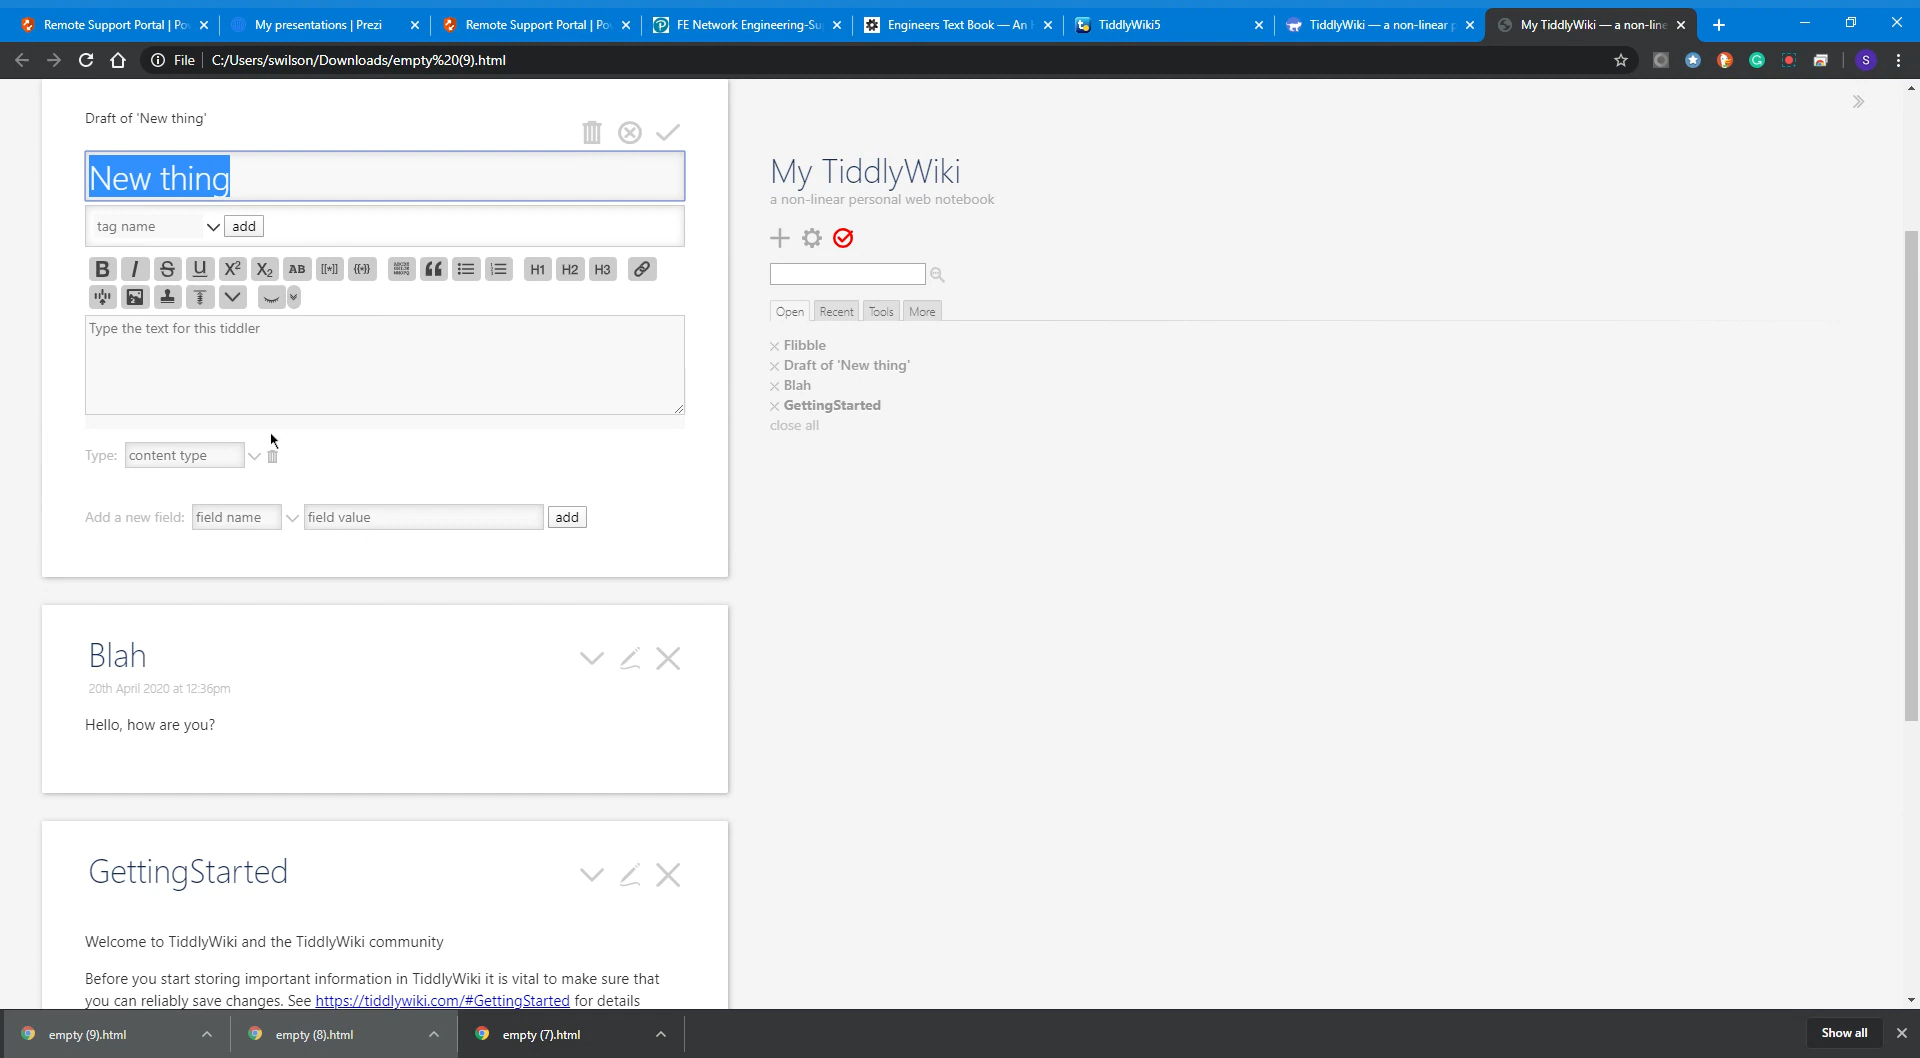 Remote Support Portal | Po
My presentations | Prezi
Remote Support Portal | Po
FE Network Engineering-Su
Engineers Text Book — An
TiddlyWiki5
TiddlyWiki — a non-linear
My TiddlyWiki — a non-line
File
C:/Users/swilson/Downloads/empty%20(9).html
S
Draft of 'New thing'
New thing
tag name
add
B I S U X² X₂ AB [[*]] {{*}} H1 H2 H3
Type the text for this tiddler
Type: content type
Add a new field: field name field value add
Blah
20th April 2020 at 12:36pm
Hello, how are you?
GettingStarted
Welcome to TiddlyWiki and the TiddlyWiki community
Before you start storing important information in TiddlyWiki it is vital to make sure that
you can reliably save changes. See https://tiddlywiki.com/#GettingStarted for details
My TiddlyWiki
a non-linear personal web notebook
Open Recent Tools More
Flibble
Draft of 'New thing'
Blah
GettingStarted
close all
empty (9).html
empty (8).html
empty (7).html
Show all